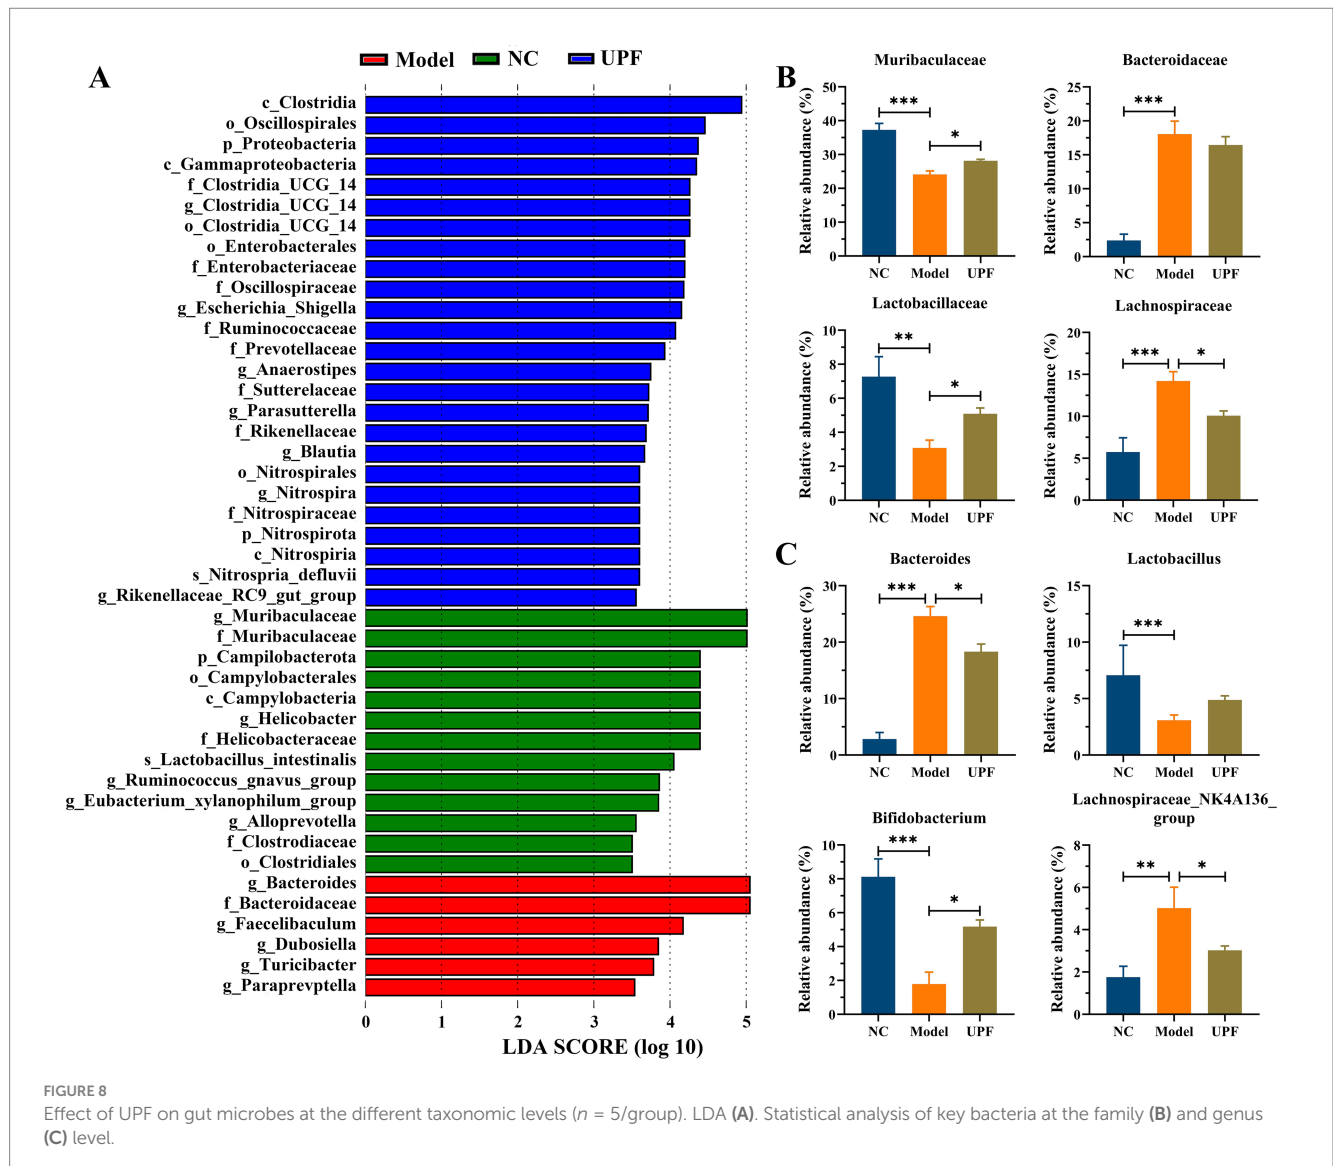 A
Model NC UPF
c_Clostridia
o_Oscillospirales
p_Proteobacteria
c_Gammaproteobacteria
f_Clostridia_UCG_14
g_Clostridia_UCG_14
o_Clostridia_UCG_14
o_Enterobacterales
f_Enterobacteriaceae
f_Oscillospiraceae
g_Escherichia_Shigella
f_Ruminococcaceae
f_Prevotellaceae
g_Anaerostipes
f_Sutterelaceae
g_Parasutterella
f_Rikenellaceae
g_Blautia
o_Nitrospirales
g_Nitrospira
f_Nitrospiraceae
p_Nitrospirota
c_Nitrospiria
s_Nitrospria_defluvii
g_Rikenellaceae_RC9_gut_group
g_Muribaculaceae
f_Muribaculaceae
p_Campilobacterota
o_Campylobacterales
c_Campylobacteria
g_Helicobacter
f_Helicobacteraceae
s_Lactobacillus_intestinalis
g_Ruminococcus_gnavus_group
g_Eubacterium_xylanophilum_group
g_Alloprevotella
f_Clostrodiaceae
o_Clostridiales
g_Bacteroides
f_Bacteroidaceae
g_Faecelibaculum
g_Dubosiella
g_Turicibacter
g_Paraprevptella
0 1 2 3 4 5
LDA SCORE (log 10)
B
Muribaculaceae
Relative abundance (%)
50
40
30
20
10
0
***
*
NC Model UPF
Bacteroidaceae
Relative abundance (%)
25
20
15
10
5
0
***
NC Model UPF
Lactobacillaceae
Relative abundance (%)
10
8
6
4
2
0
**
*
NC Model UPF
Lachnospiraceae
Relative abundance (%)
20
15
10
5
0
*** *
NC Model UPF
C
Bacteroides
Relative abundance (%)
30
20
10
0
*** *
NC Model UPF
Lactobacillus
Relative abundance (%)
15
10
5
0
***
NC Model UPF
Bifidobacterium
Relative abundance (%)
10
8
6
4
2
0
***
*
NC Model UPF
Lachnospiraceae_NK4A136_
group
Relative abundance (%)
8
6
4
2
0
** *
NC Model UPF
FIGURE 8
Effect of UPF on gut microbes at the different taxonomic levels (n = 5/group). LDA (A). Statistical analysis of key bacteria at the family (B) and genus
(C) level.